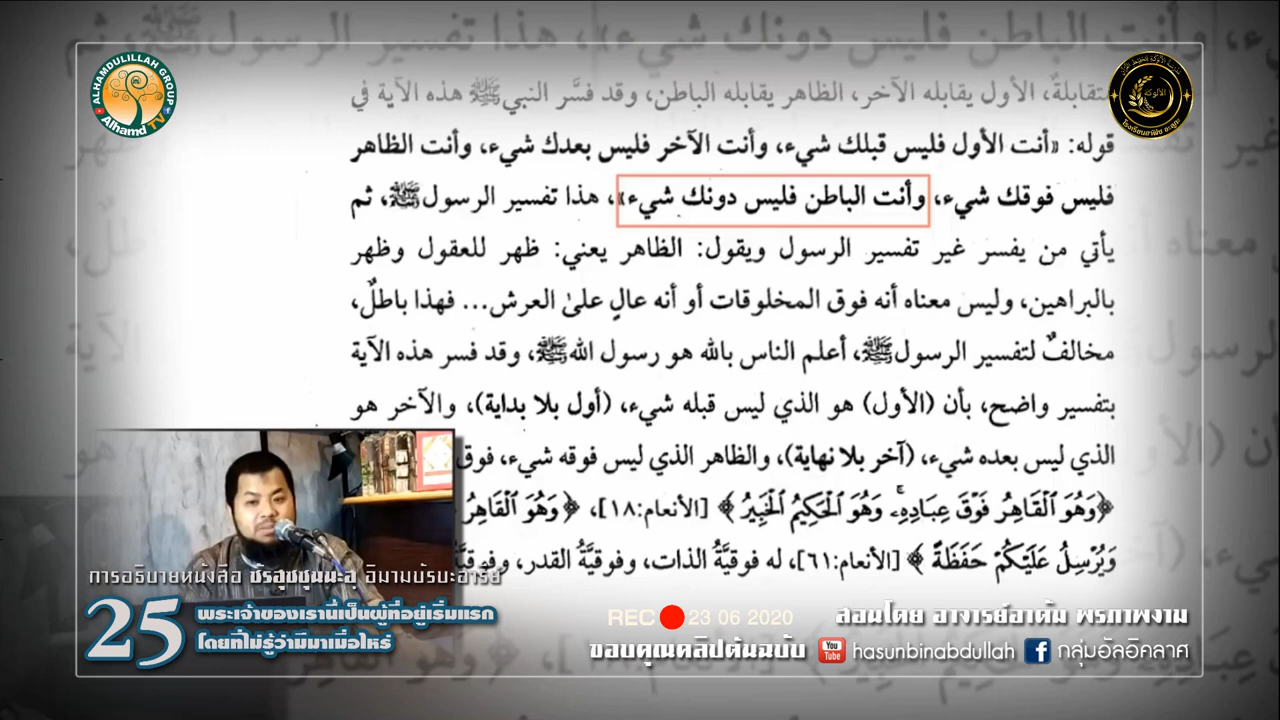 ALHAMDULILLAH GROUP
Alhamd TV
الألوكة
متقابلةٌ، الأول يقابله الآخر، الظاهر يقابله الباطن، وقد فسَّر النبي ﷺ هذه الآية في
قوله: «أنت الأول فليس قبلك شيء، وأنت الآخر فليس بعدك شيء، وأنت الظاهر
فليس فوقك شيء، وأنت الباطن فليس دونك شيء»، هذا تفسير الرسول ﷺ، ثم
يأتي من يفسر غير تفسير الرسول ويقول: الظاهر يعني: ظهر للعقول وظهر
بالبراهين، وليس معناه أنه فوق المخلوقات أو أنه عالٍ علىٰ العرش... فهذا باطلٌ،
مخالفٌ لتفسير الرسول ﷺ، أعلم الناس بالله هو رسول الله ﷺ، وقد فسر هذه الآية
بتفسير واضح، بأن (الأول) هو الذي ليس قبله شيء، (أول بلا بداية)، والآخر هو
الذي ليس بعده شيء، (آخر بلا نهاية)، والظاهر الذي ليس فوقه شيء، فوق
﴿وَهُوَ ٱلْقَاهِرُ فَوْقَ عِبَادِهِۦۚ وَهُوَ ٱلْحَكِيمُ ٱلْخَبِيرُ﴾ [الأنعام:١٨]، ﴿وَهُوَ ٱلْقَاهِرُ
وَيُرْسِلُ عَلَيْكُمْ حَفَظَةً﴾ [الأنعام:٦١]، له فوقيَّةُ الذات، وفوقيَّةُ القدر، وفوقيَّةُ
การอธิบายหนังสือ ชัรฮุซซุนนะฮฺ อิมามบัรบะฮารีย์
25 พระเจ้าของเรานี้เป็นผู้ที่อยู่เริ่มแรก
โดยที่ไม่รู้ว่ามีมาเมื่อไหร่
REC 23 06 2020
สอนโดย อาจารย์อาดัม พรภาพงาม
ขอบคุณคลิปต้นฉบับ YouTube hasunbinabdullah f กลุ่มอัลอิคลาศ